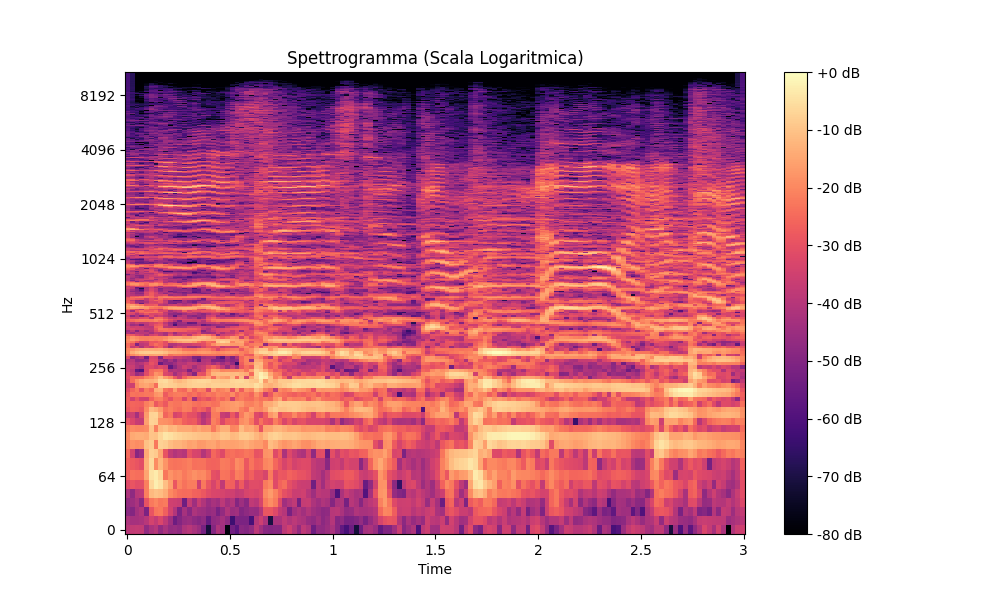 Spettrogramma (Scala Logaritmica)
8192
4096
2048
1024
512
256
128
64
0
Hz
0
0.5
1
1.5
2
2.5
3
Time
+0 dB
-10 dB
-20 dB
-30 dB
-40 dB
-50 dB
-60 dB
-70 dB
-80 dB